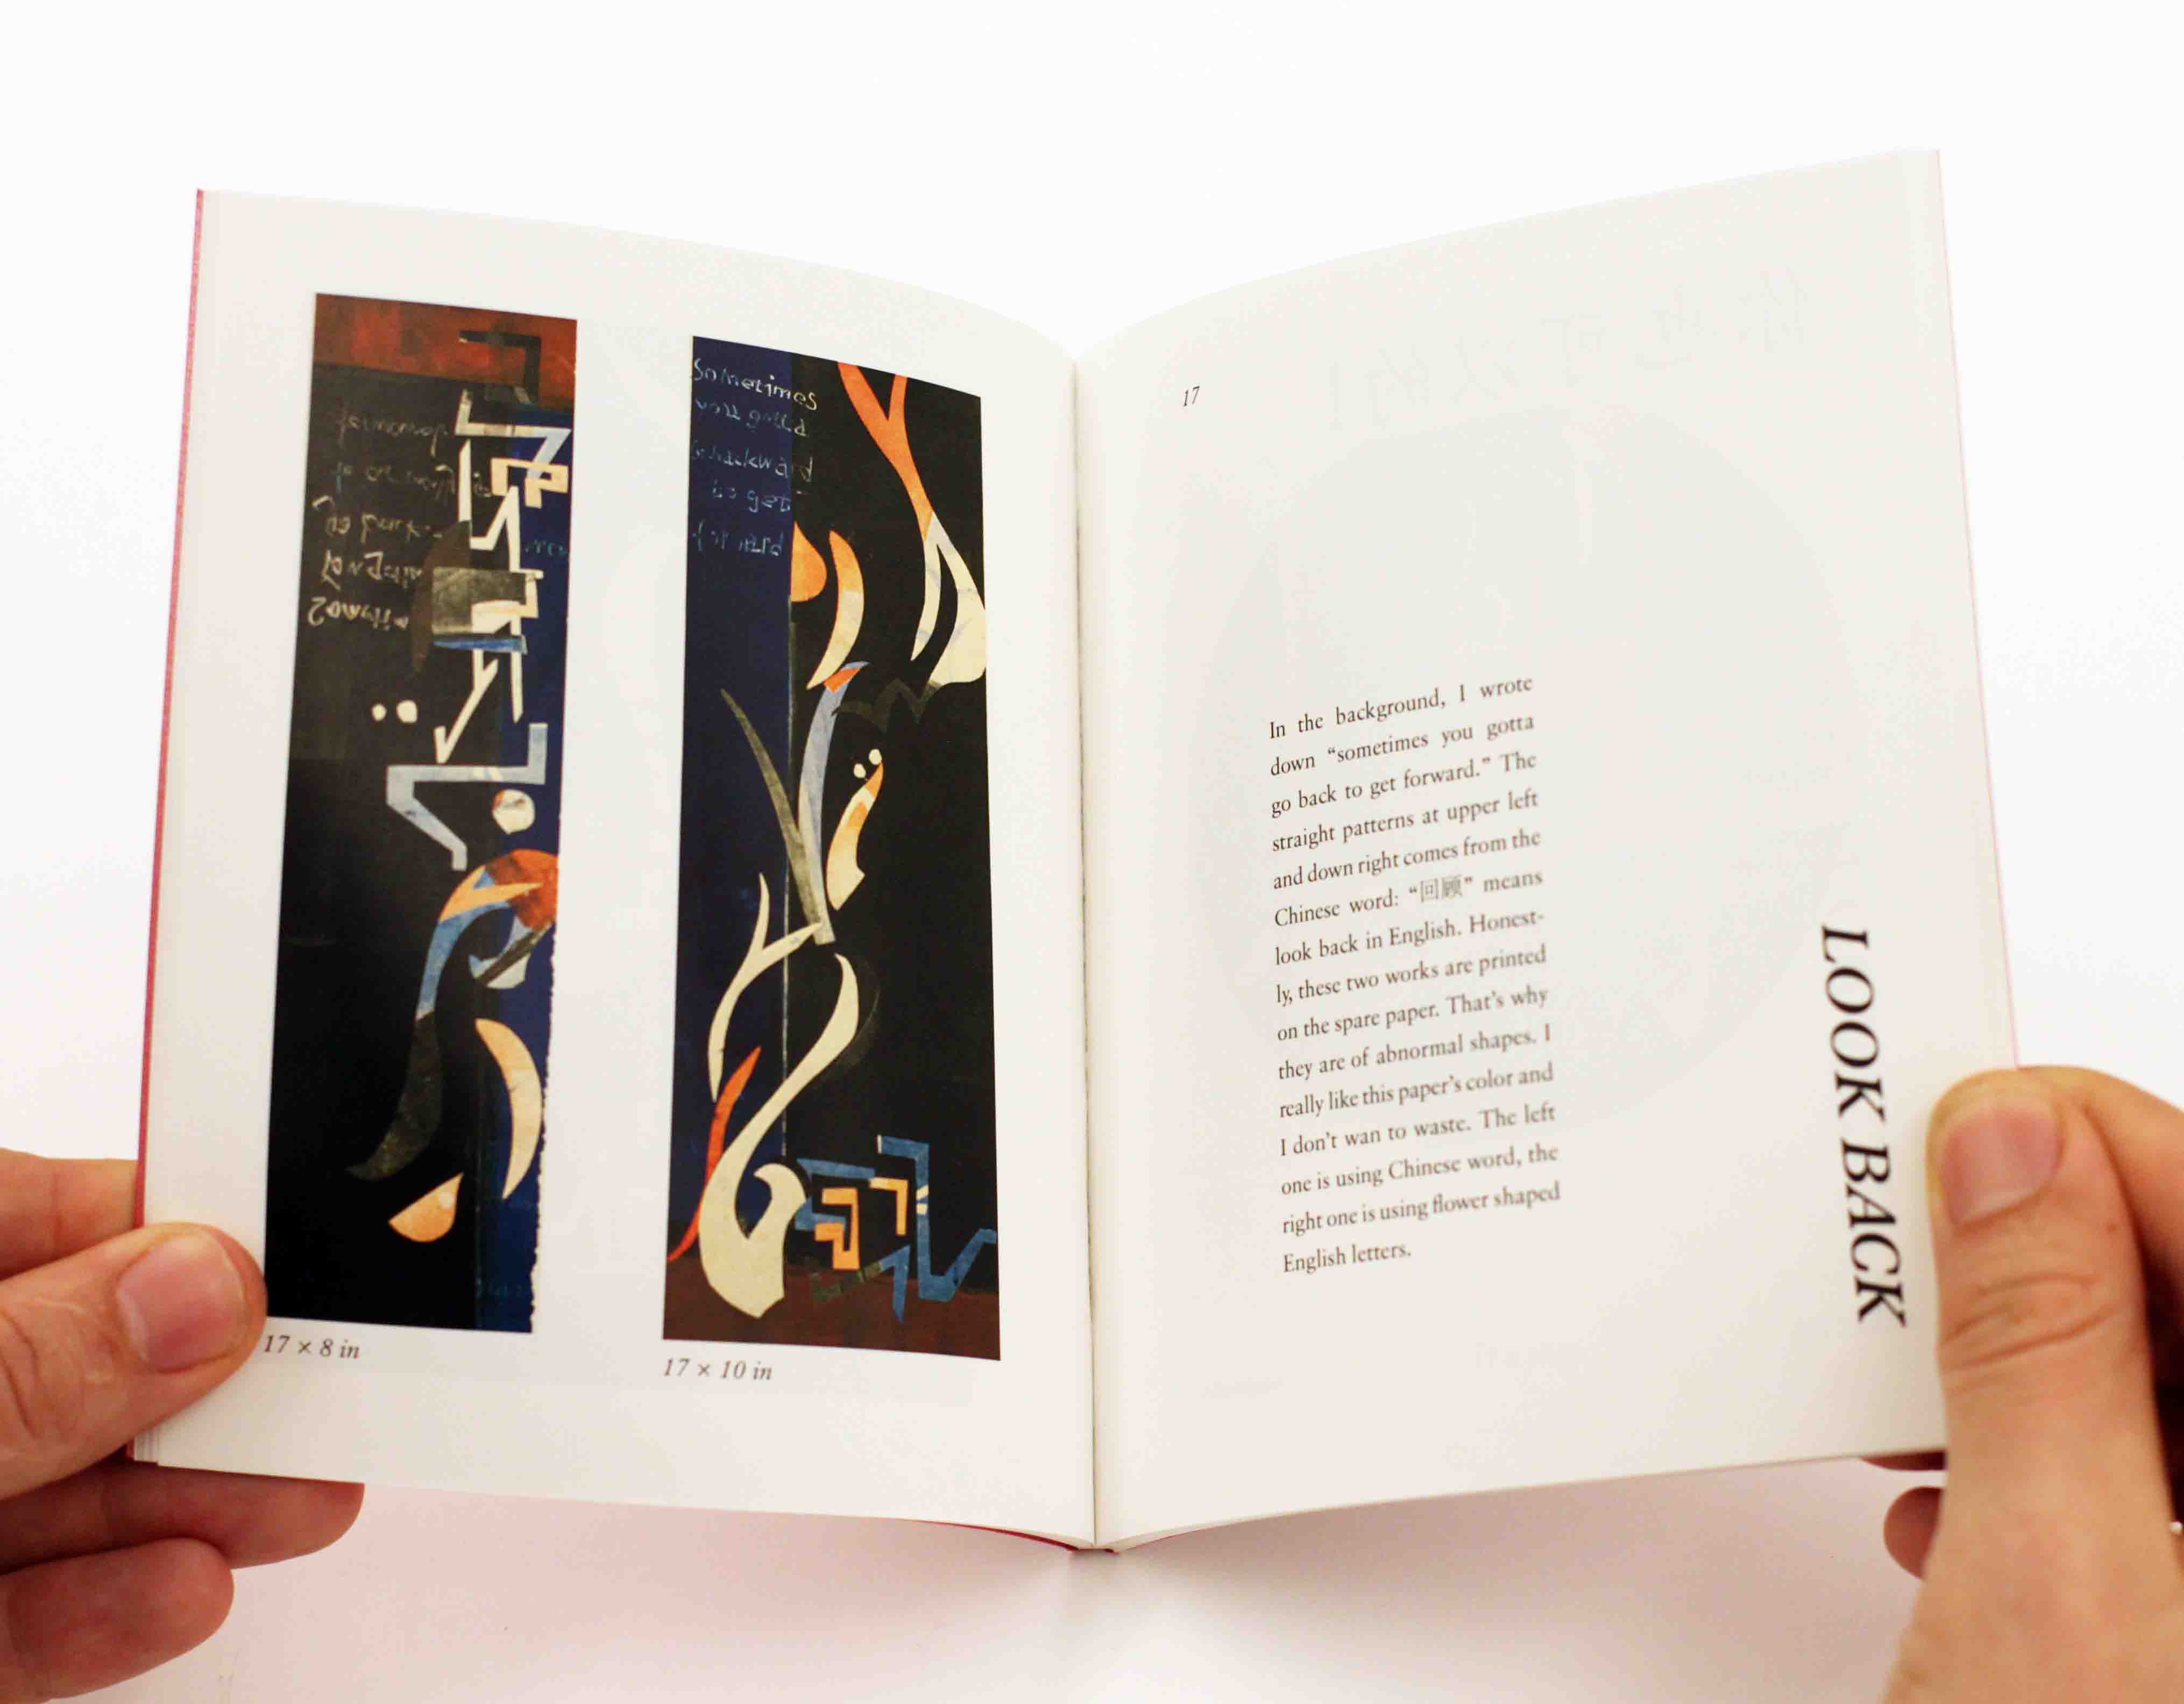 Sometimes
you gotta
backward
to get
forward
17 × 8 in
17 × 10 in
17
In the background, I wrote
down “sometimes you gotta
go back to get forward.” The
straight patterns at upper left
and down right comes from the
Chinese word: “回顾” means
look back in English. Honest-
ly, these two works are printed
on the spare paper. That’s why
they are of abnormal shapes. I
really like this paper’s color and
I don’t wan to waste. The left
one is using Chinese word, the
right one is using flower shaped
English letters.
LOOK BACK